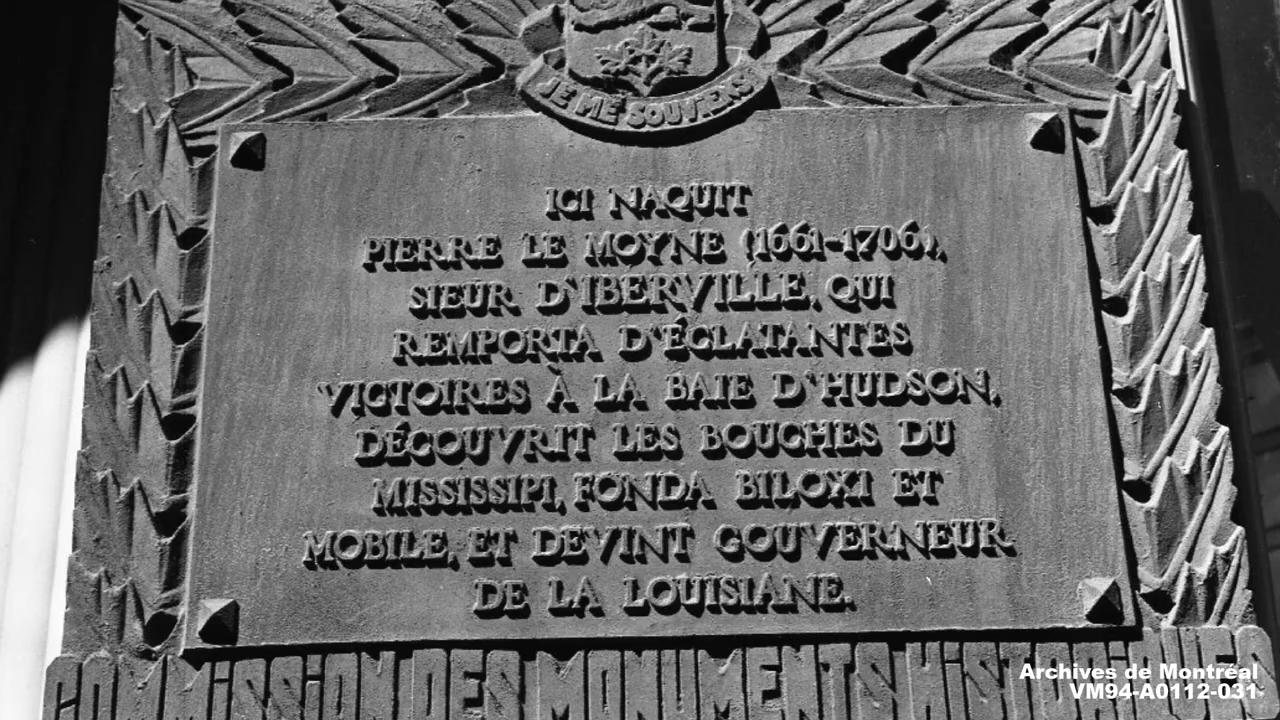 JE ME SOUVIENS
ICI NAQUIT
PIERRE LE MOYNE (1661-1706),
SIEUR D'IBERVILLE, QUI
REMPORTA D'ÉCLATANTES
VICTOIRES À LA BAIE D'HUDSON,
DÉCOUVRIT LES BOUCHES DU
MISSISSIPI, FONDA BILOXI ET
MOBILE, ET DEVINT GOUVERNEUR
DE LA LOUISIANE.
COMMISSION DES MONUMENTS HISTORIQUES
Archives de Montréal
VM94-A0112-031